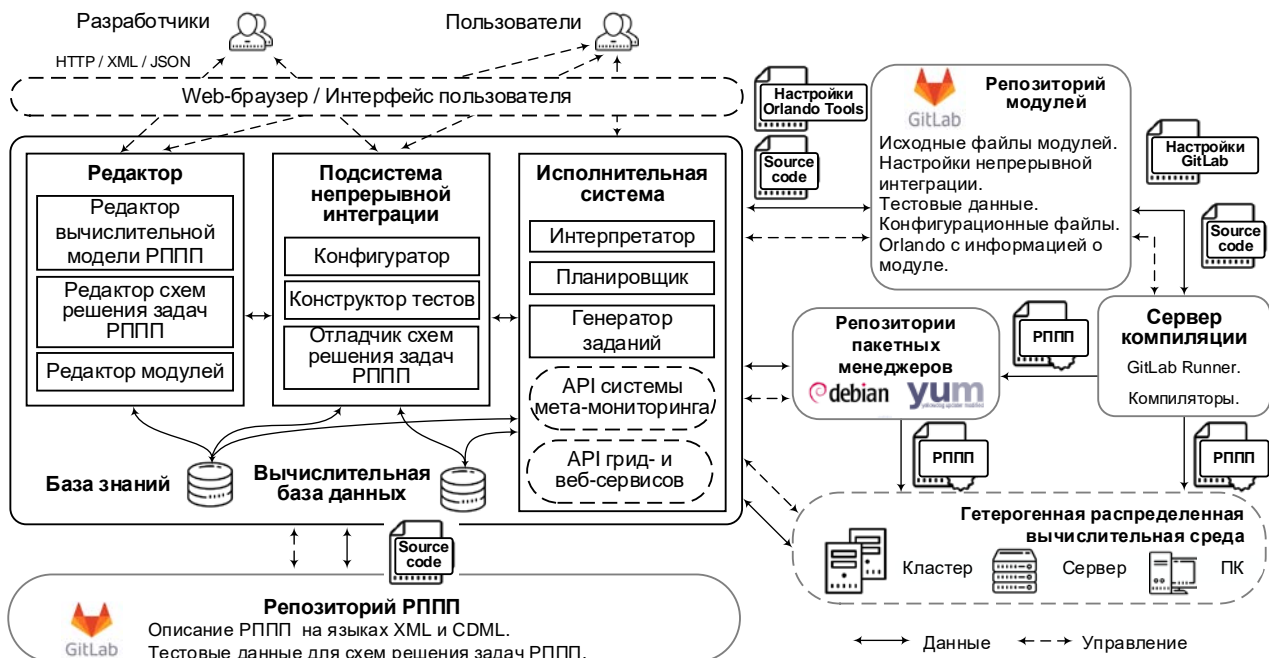 Разработчики
Пользователи
HTTP / XML / JSON
Web-браузер / Интерфейс пользователя
Редактор
Редактор
вычислительной
модели РППП
Редактор схем
решения задач
РППП
Редактор модулей
Подсистема
непрерывной
интеграции
Конфигуратор
Конструктор тестов
Отладчик схем
решения задач
РППП
Исполнительная
система
Интерпретатор
Планировщик
Генератор
заданий
API системы
мета-мониторинга
API грид- и
веб-сервисов
База знаний
Вычислительная
база данных
Source
code
GitLab
Репозиторий РППП
Описание РППП на языках XML и CDML.
Тестовые данные для схем решения задач РППП.
Настройки
Orlando Tools
Source
code
GitLab
Репозиторий
модулей
Исходные файлы модулей.
Настройки непрерывной
интеграции.
Тестовые данные.
Конфигурационные файлы.
Orlando с информацией о
модуле.
Настройки
GitLab
Source
code
Репозитории
пакетных
менеджеров
debian
yum
РППП
Сервер
компиляции
GitLab Runner.
Компиляторы.
РППП
РППП
Гетерогенная распределенная
вычислительная среда
Кластер
Сервер
ПК
Данные
Управление